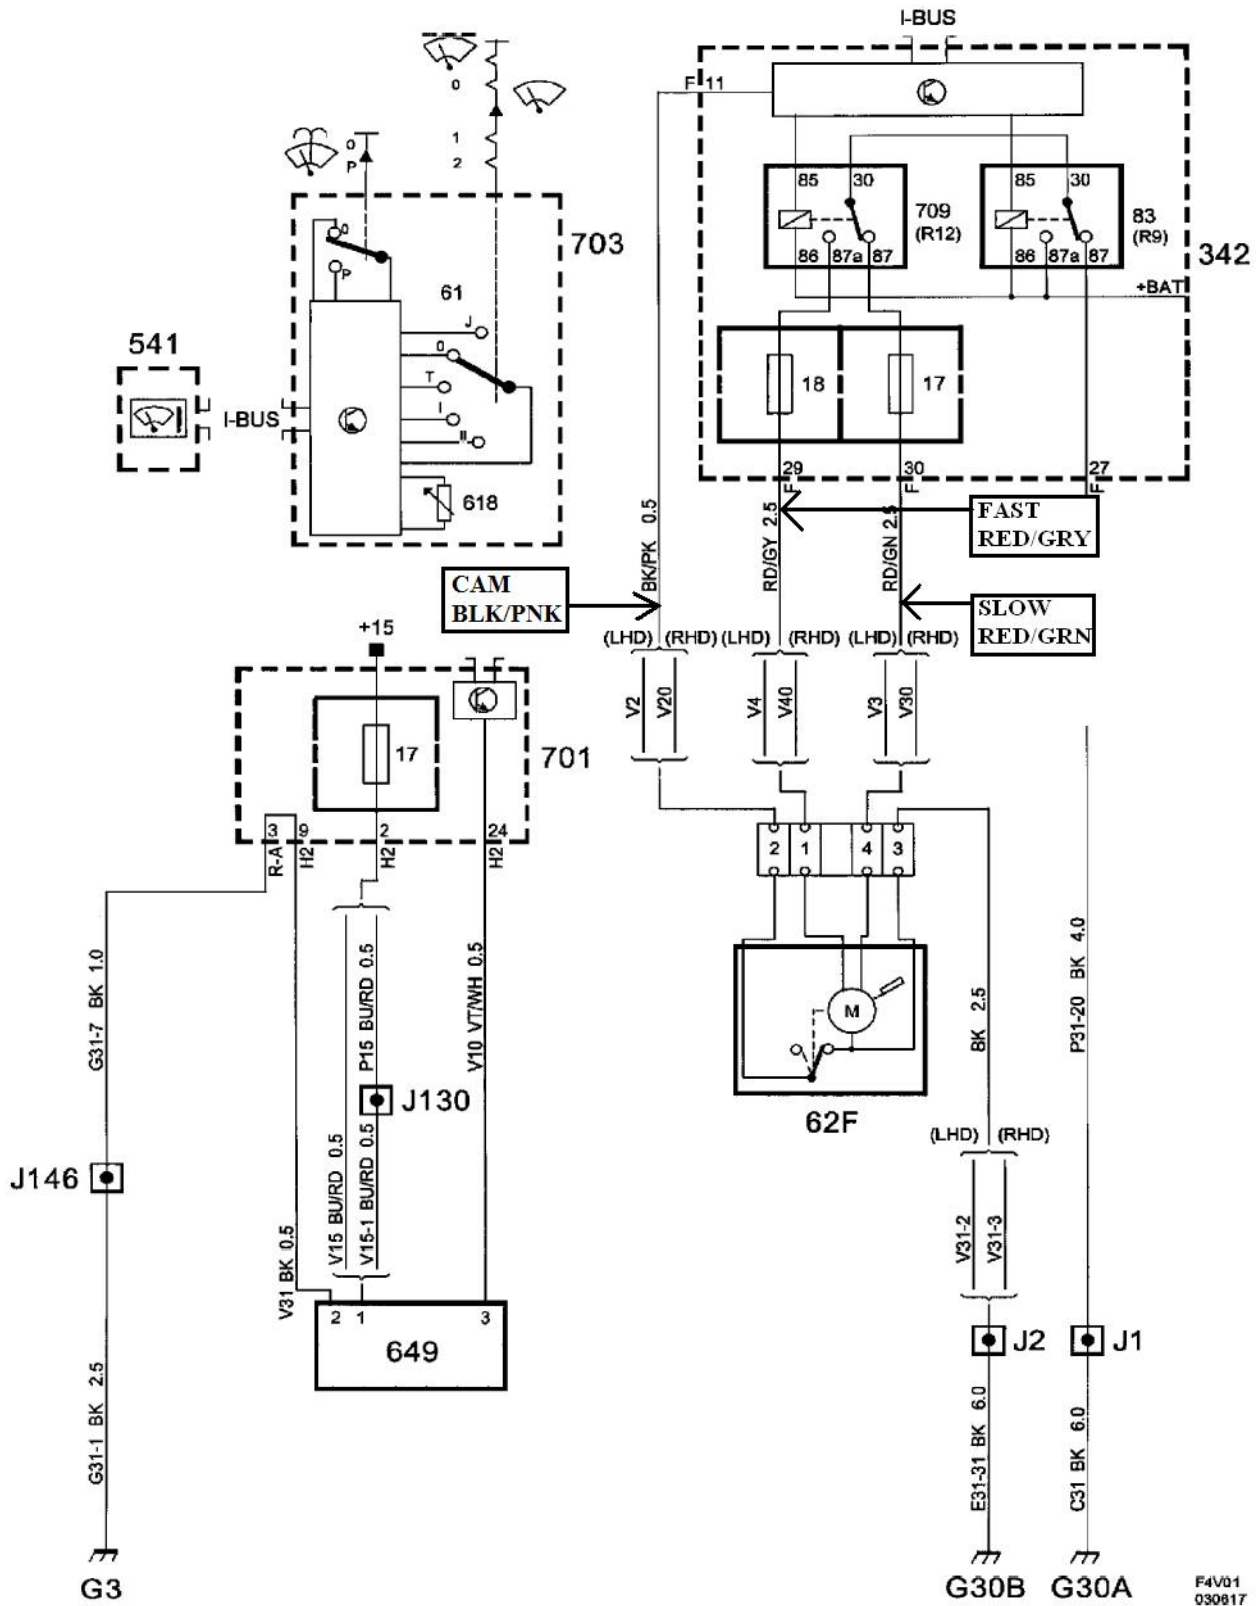 I-BUS
F 11
0
1
2
0
P
703
0
P
61
J
0
T
I
II
618
541
I-BUS
85
30
86
87a
87
709
(R12)
85
30
86
87a
87
83
(R9)
342
+BAT
18
17
29
F
30
F
27
F
BK/PK 0.5
RD/GY 2.5
RD/GN 2.5
FAST
RED/GRY
CAM
BLK/PNK
SLOW
RED/GRN
(LHD) (RHD)
(LHD) (RHD)
(LHD) (RHD)
V2
V20
V4
V40
V3
V30
+15
17
701
3
R-A
9
H2
2
H2
24
H2
2
1
4
3
M
62F
G31-7 BK 1.0
P15 BU/RD 0.5
V10 VT/WH 0.5
BK 2.5
P31-20 BK 4.0
J130
J146
V31 BK 0.5
V15 BU/RD 0.5
V15-1 BU/RD 0.5
(LHD) (RHD)
V31-2
V31-3
2
1
3
649
J2
J1
G31-1 BK 2.5
E31-31 BK 6.0
C31 BK 6.0
G3
G30B
G30A
F4V01
030617